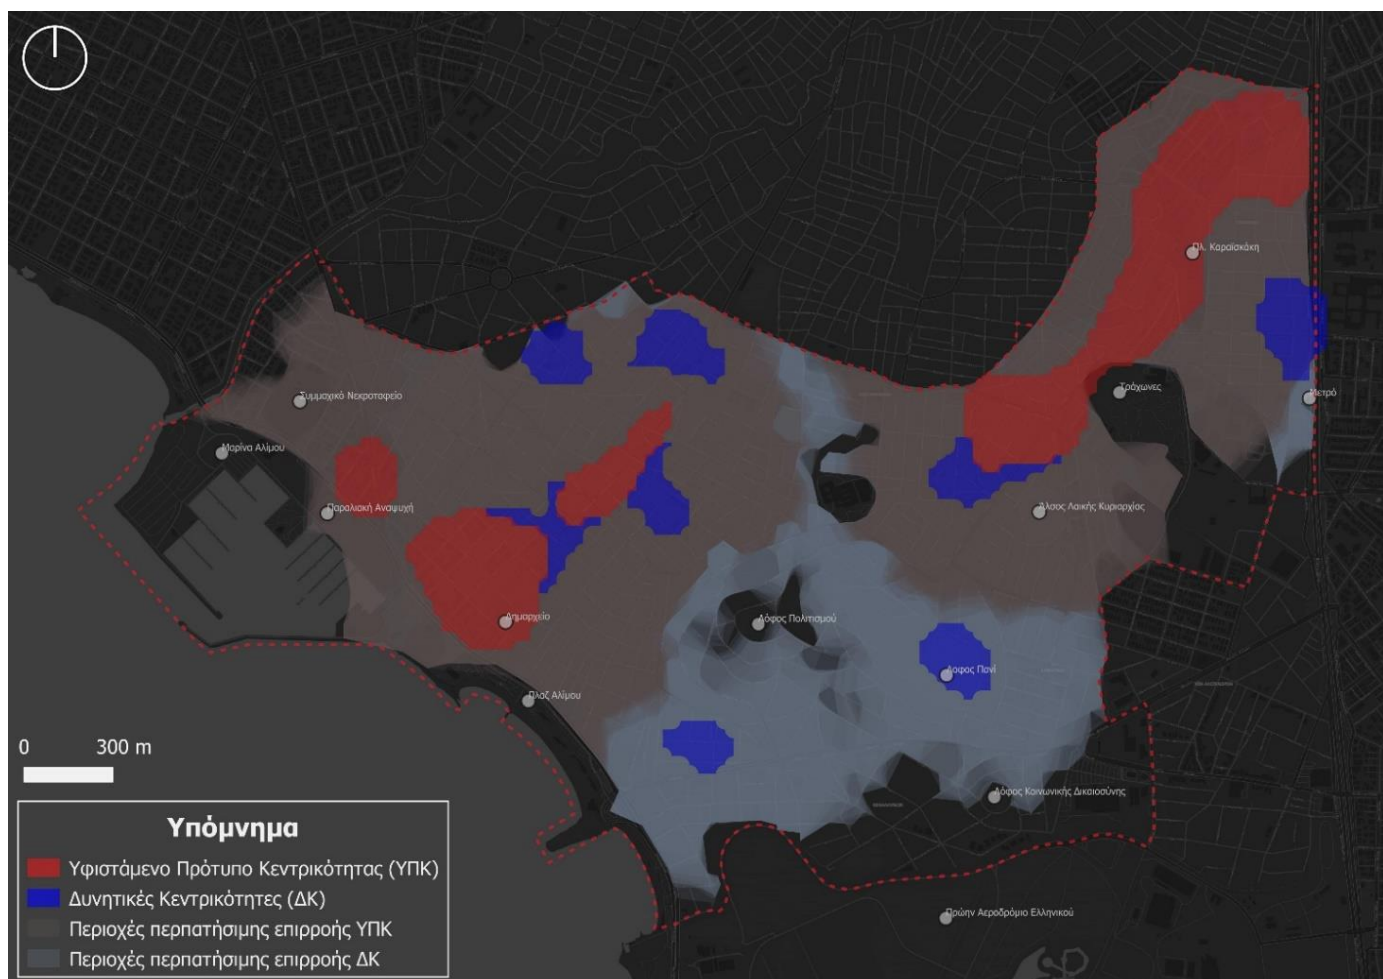 Πλ. Καραϊσκάκη
Τράχωνες
Μετρό
Συμμαχικό Νεκροταφείο
Μαρίνα Αλίμου
Παραλιακή Αναψυχή
Άλσος Λαϊκής Κυριαρχίας
Δημαρχείο
Λόφος Πολιτισμού
Λόφος Πανί
Πλαζ Αλίμου
0 300 m
Λόφος Κοινωνικής Δικαιοσύνης
Πρώην Αεροδρόμιο Ελληνικού
Υπόμνημα
Υφιστάμενο Πρότυπο Κεντρικότητας (ΥΠΚ)
Δυνητικές Κεντρικότητες (ΔΚ)
Περιοχές περπατήσιμης επιρροής ΥΠΚ
Περιοχές περπατήσιμης επιρροής ΔΚ